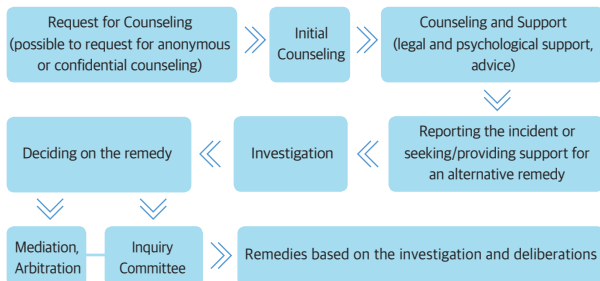 Request for Counseling
(possible to request for anonymous
or confidential counseling)
Initial
Counseling
Counseling and Support
(legal and psychological support,
advice)
Reporting the incident or
seeking/providing support for
an alternative remedy
Investigation
Deciding on the remedy
Mediation,
Arbitration
Inquiry
Committee
Remedies based on the investigation and deliberations